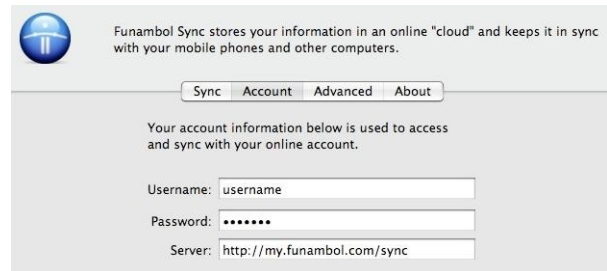 Funambol Sync stores your information in an online "cloud" and keeps it in sync
with your mobile phones and other computers.
Sync Account Advanced About
Your account information below is used to access
and sync with your online account.
Username: username
Password: •••••••
Server: http://my.funambol.com/sync